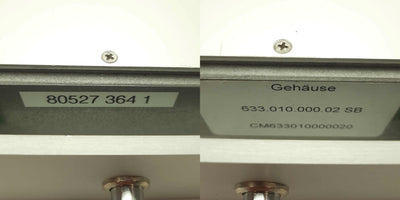 80527 364 1
Gehäuse
633.010.000.02 SB
CM633010000020